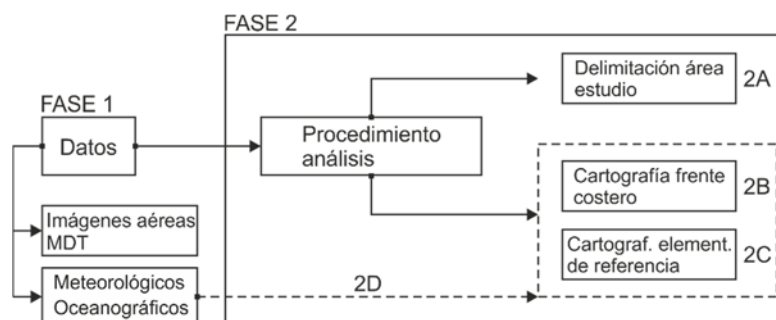 FASE 2
FASE 1
Datos
Imágenes aéreas
MDT
Meteorológicos
Oceanográficos
Procedimiento
análisis
Delimitación área
estudio
2A
Cartografía frente
costero
2B
Cartograf. element.
de referencia
2C
2D